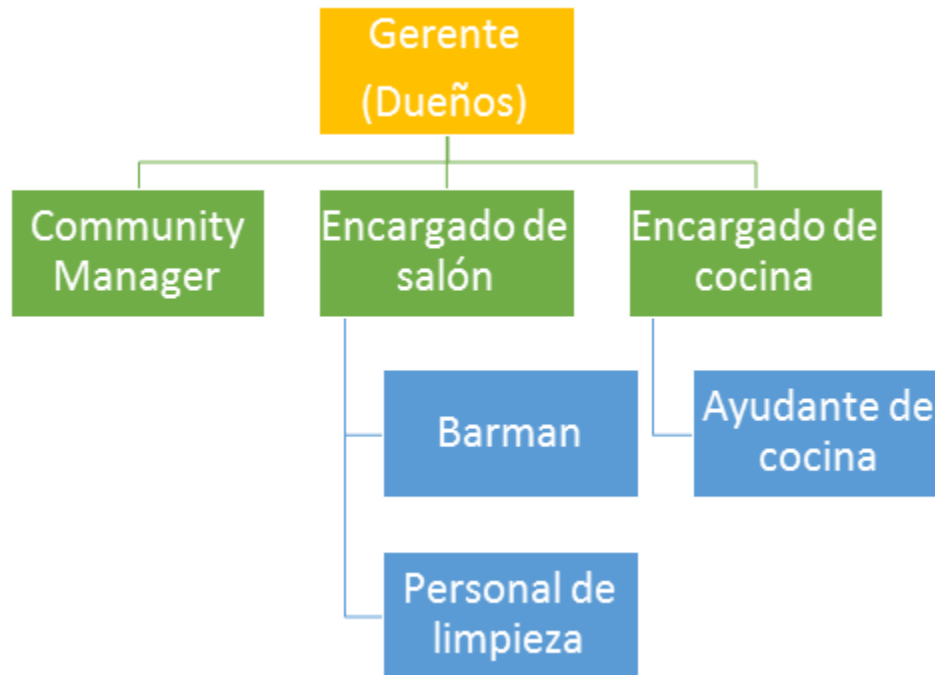 Gerente
(Dueños)
Community
Manager
Encargado de
salón
Encargado de
cocina
Barman
Ayudante de
cocina
Personal de
limpieza